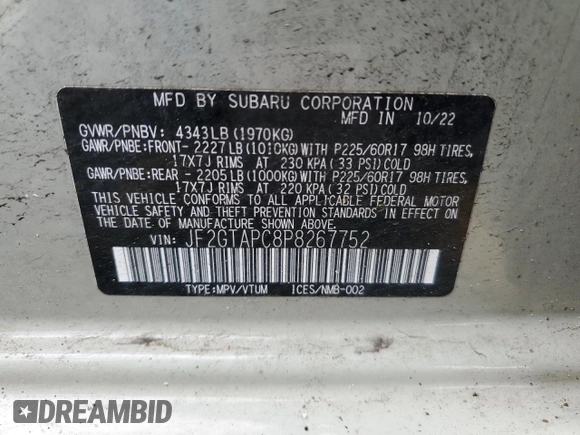 MFD BY SUBARU CORPORATION
MFD IN 10/22
GVWR/PNBV: 4343LB(1970KG)
GAWR/PNBE:FRONT- 2227LB(1010KG)WITH P225/60R17 98H TIRES,
17X7J RIMS AT 230 KPA(33 PSI)COLD
GAWR/PNBE:REAR - 2205LB(1000KG)WITH P225/60R17 98H TIRES,
17X7J RIMS AT 220 KPA(32 PSI)COLD
THIS VEHICLE CONFORMS TO ALL APPLICABLE FEDERAL MOTOR
VEHICLE SAFETY AND THEFT PREVENTION STANDARDS IN EFFECT ON
THE DATE OF MANUFACTURE SHOWN ABOVE.
VIN: JF2GTAPC8P8267752
TYPE:MPV/VTUM ICES/NMB-002
DREAMBID